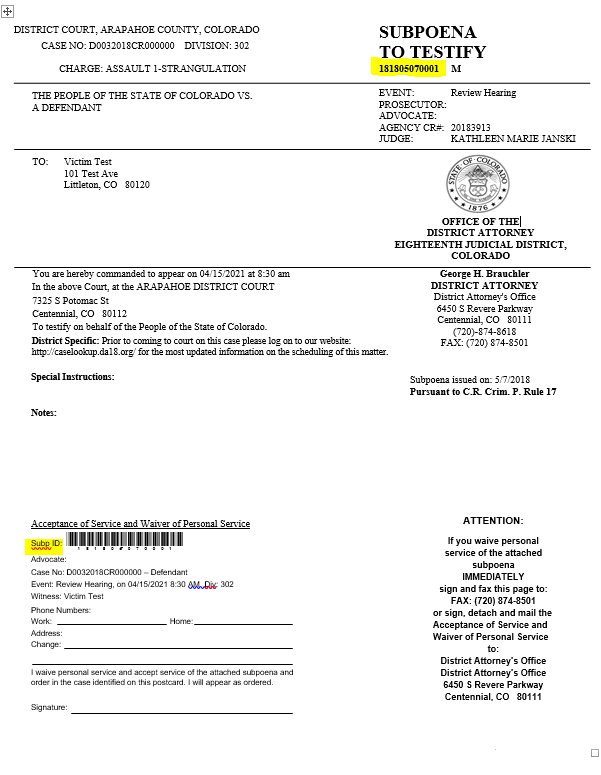 DISTRICT COURT, ARAPAHOE COUNTY, COLORADO
CASE NO: D0032018CR000000 DIVISION: 302
CHARGE: ASSAULT 1-STRANGULATION
SUBPOENA
TO TESTIFY
181805070001 M
THE PEOPLE OF THE STATE OF COLORADO VS.
A DEFENDANT
EVENT: Review Hearing
PROSECUTOR:
ADVOCATE:
AGENCY CR#: 20183913
JUDGE: KATHLEEN MARIE JANSKI
TO: Victim Test
101 Test Ave
Littleton, CO 80120
STATE OF COLORADO
1876
OFFICE OF THE
DISTRICT ATTORNEY
EIGHTEENTH JUDICIAL DISTRICT,
COLORADO
You are hereby commanded to appear on 04/15/2021 at 8:30 am
In the above Court, at the ARAPAHOE DISTRICT COURT
7325 S Potomac St
Centennial, CO 80112
To testify on behalf of the People of the State of Colorado.
District Specific: Prior to coming to court on this case please log on to our website:
http://caselookup.da18.org/ for the most updated information on the scheduling of this matter.
Special Instructions:
Notes:
George H. Brauchler
DISTRICT ATTORNEY
District Attorney's Office
6450 S Revere Parkway
Centennial, CO 80111
(720)-874-8618
FAX: (720) 874-8501
Subpoena issued on: 5/7/2018
Pursuant to C.R. Crim. P. Rule 17
Acceptance of Service and Waiver of Personal Service
Subp ID:
181805070001
Advocate:
Case No: D0032018CR000000 – Defendant
Event: Review Hearing, on 04/15/2021 8:30 AM, Div: 302
Witness: Victim Test
Phone Numbers:
Work: Home:
Address:
Change:
I waive personal service and accept service of the attached subpoena and
order in the case identified on this postcard. I will appear as ordered.
Signature:
ATTENTION:
If you waive personal
service of the attached
subpoena
IMMEDIATELY
sign and fax this page to:
FAX: (720) 874-8501
or sign, detach and mail the
Acceptance of Service and
Waiver of Personal Service
to:
District Attorney's Office
District Attorney's Office
6450 S Revere Parkway
Centennial, CO 80111